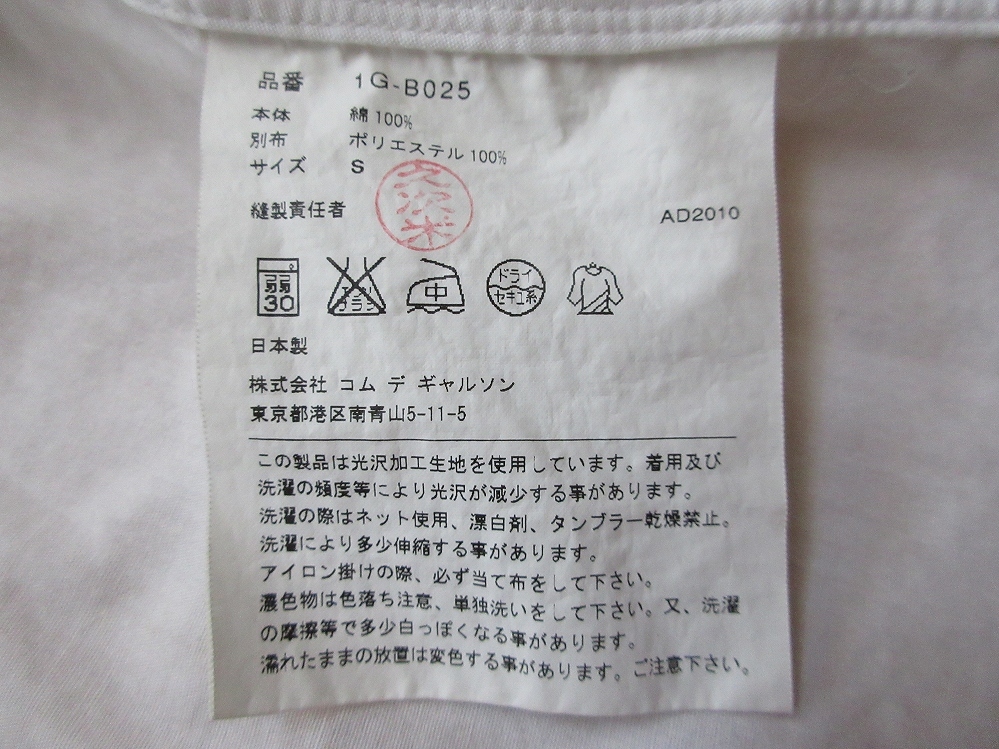 品番 1G-B025
本体 綿 100%
別布 ポリエステル 100%
サイズ S
縫製責任者
AD2010
弱 30
エンソ サラシ
中
ドライ セキユ系
日本製
株式会社 コム デ ギャルソン
東京都港区南青山5-11-5
この製品は光沢加工生地を使用しています。着用及び
洗濯の頻度等により光沢が減少する事があります。
洗濯の際はネット使用、漂白剤、タンブラー乾燥禁止。
洗濯により多少伸縮する事があります。
アイロン掛けの際、必ず当て布をして下さい。
濃色物は色落ち注意、単独洗いをして下さい。又、洗濯
の摩擦等で多少白っぽくなる事があります。
濡れたままの放置は変色する事があります。ご注意下さい。